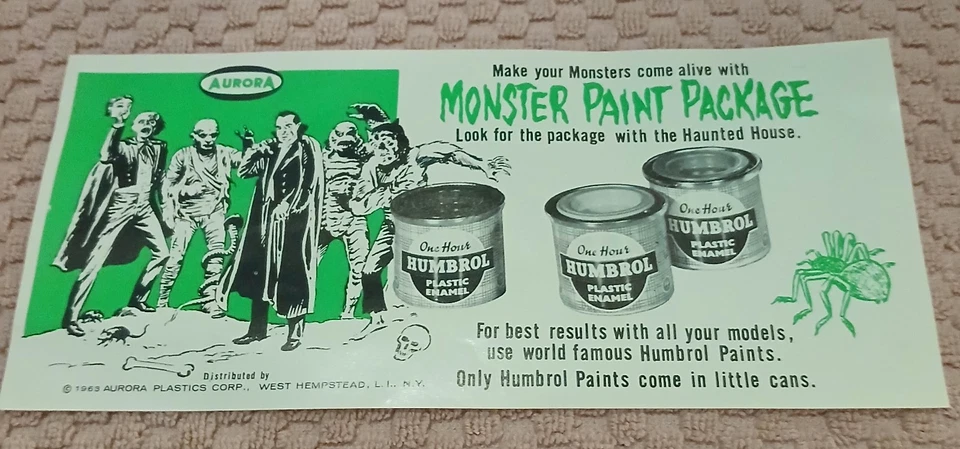 AURORA
Make your Monsters come alive with
MONSTER PAINT PACKAGE
Look for the package with the Haunted House.
One Hour
HUMBROL
PLASTIC
ENAMEL
One Hour
HUMBROL
PLASTIC
ENAMEL
One Hour
HUMBROL
PLASTIC
ENAMEL
For best results with all your models,
use world famous Humbrol Paints.
Only Humbrol Paints come in little cans.
Distributed by
© 1963 AURORA PLASTICS CORP., WEST HEMPSTEAD, L.I., N.Y.